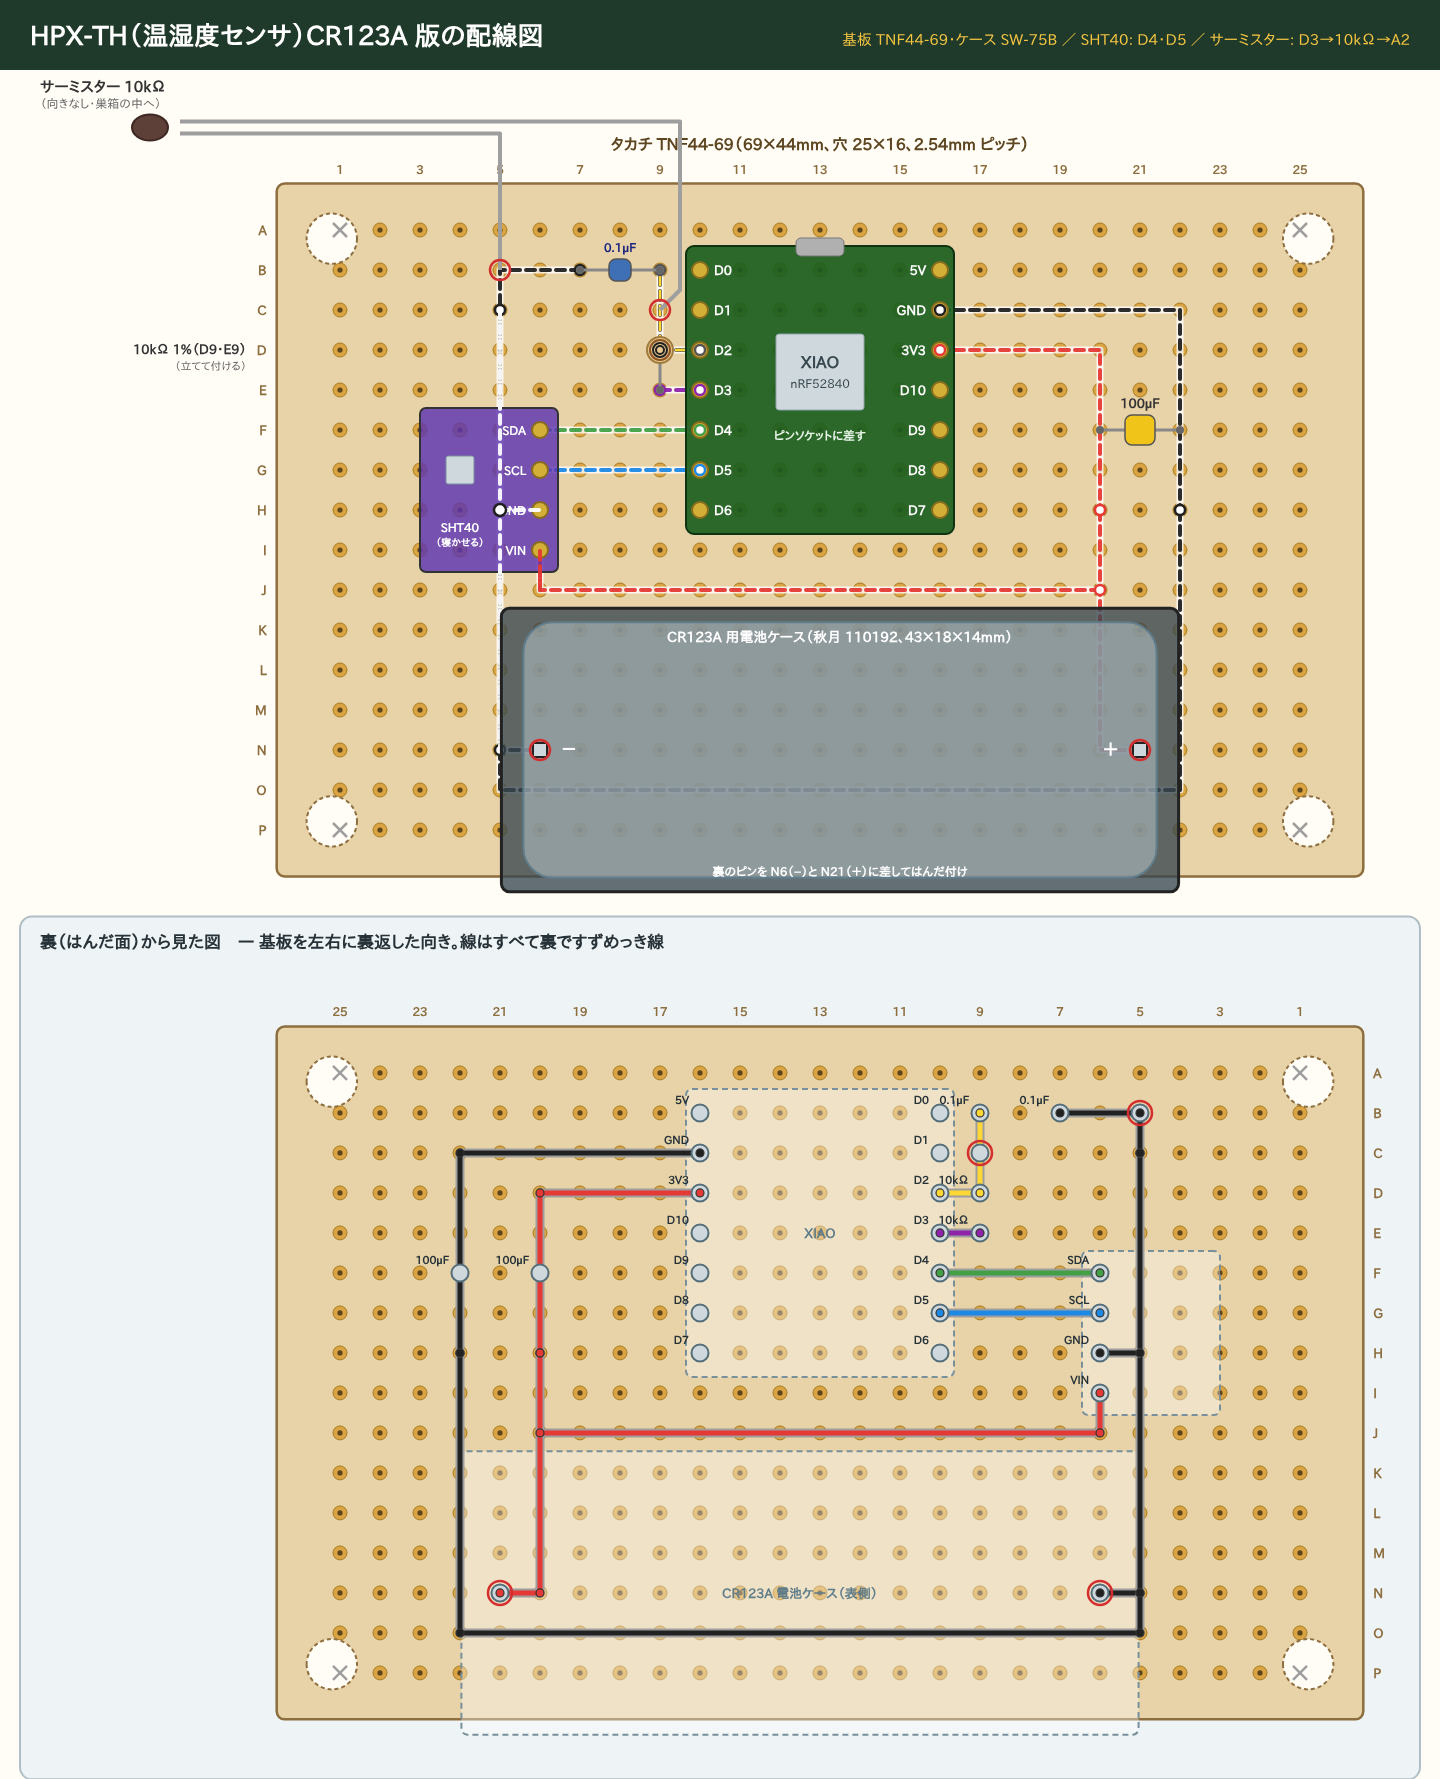 HPX-TH（温湿度センサ）CR123A 版の配線図
基板 TNF44-69・ケース SW-75B ／ SHT40: D4・D5 ／ サーミスター: D3→10kΩ→A2
サーミスター 10kΩ
（向きなし・巣箱の中へ）
タカチ TNF44-69（69×44mm、穴 25×16、2.54mm ピッチ）
1 3 5 7 9 11 13 15 17 19 21 23 25
A
0.1µF
B D0 5V
C D1 GND
10kΩ 1%（D9・E9） D D2 3V3
（立てて付ける）
XIAO
nRF52840
E D3 D10
100µF
F SDA D4 D9
ピンソケットに差す
G SCL D5 D8
H GND D6 D7
SHT40
（寝かせる）
I VIN
J
K CR123A 用電池ケース（秋月 110192、43×18×14mm）
L
M
N − +
O
P
裏のピンを N6（−）と N21（+）に差してはんだ付け
裏（はんだ面）から見た図　— 基板を左右に裏返した向き。線はすべて裏ですずめっき線
25 23 21 19 17 15 13 11 9 7 5 3 1
A
5V D0 0.1µF 0.1µF
B
GND D1
C
3V3 D2 10kΩ
D
D10 D3 10kΩ
XIAO E
100µF 100µF D9 D4 SDA
F
D8 D5 SCL
G
D7 D6 GND
H
VIN
I
J
K
L
M
CR123A 電池ケース（表側） N
O
P